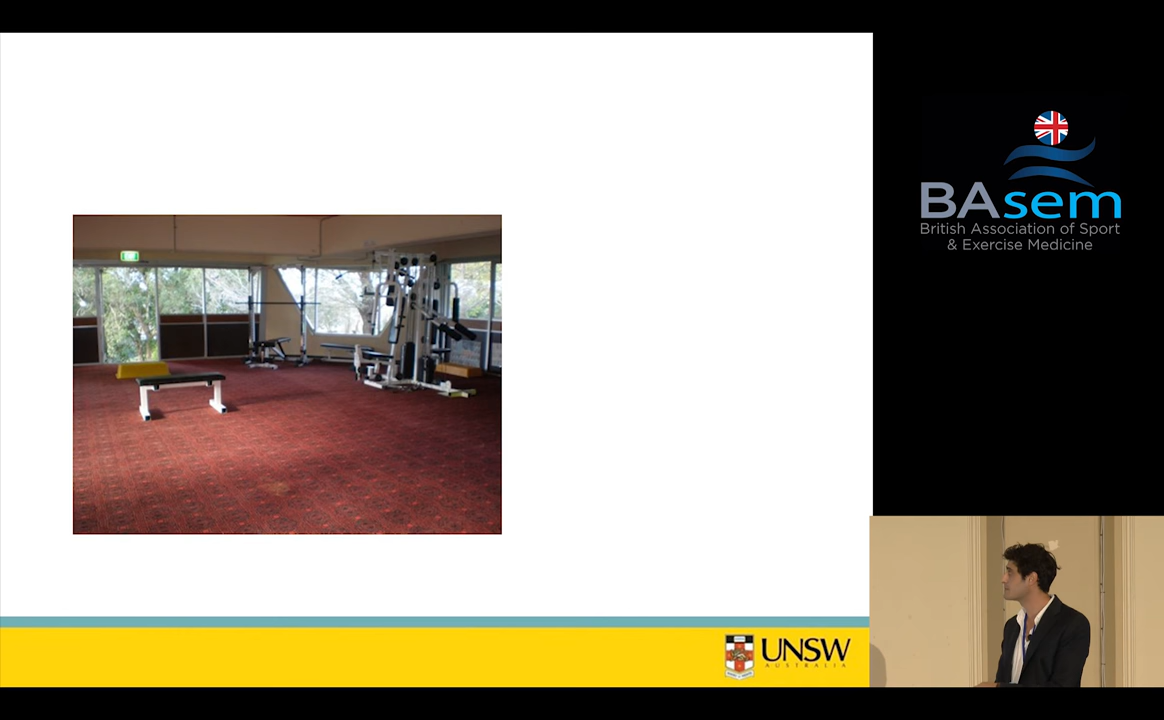 BAsem
British Association of Sport
& Exercise Medicine
UNSW
AUSTRALIA